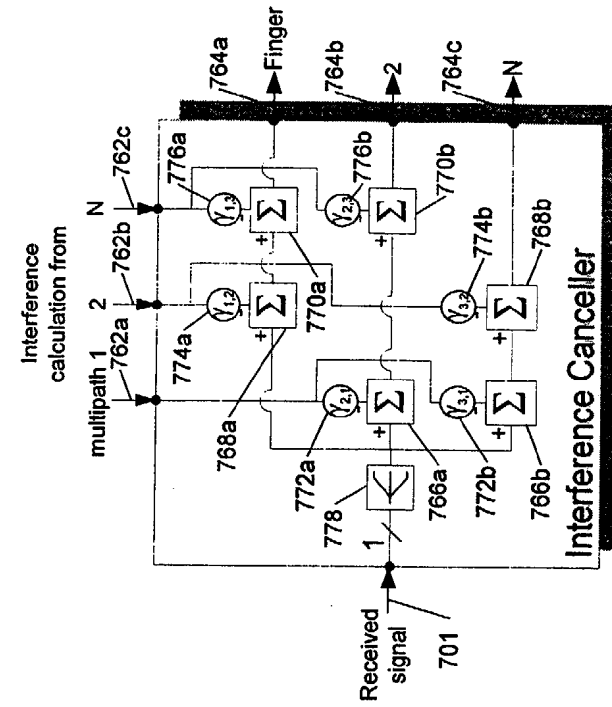 Interference
calculation from
multipath 1
2
N
762a
762b
762c
774a
γ1,2
776a
γ1,3
764a
Finger
768a
Σ
+
Σ
+
770a
772a
γ2,1
776b
γ2,3
764b
2
Received
signal
701
1
778
Σ
+
766a
Σ
+
770b
772b
γ3,1
774b
γ3,2
764c
N
Σ
+
766b
Σ
+
768b
Interference Canceller